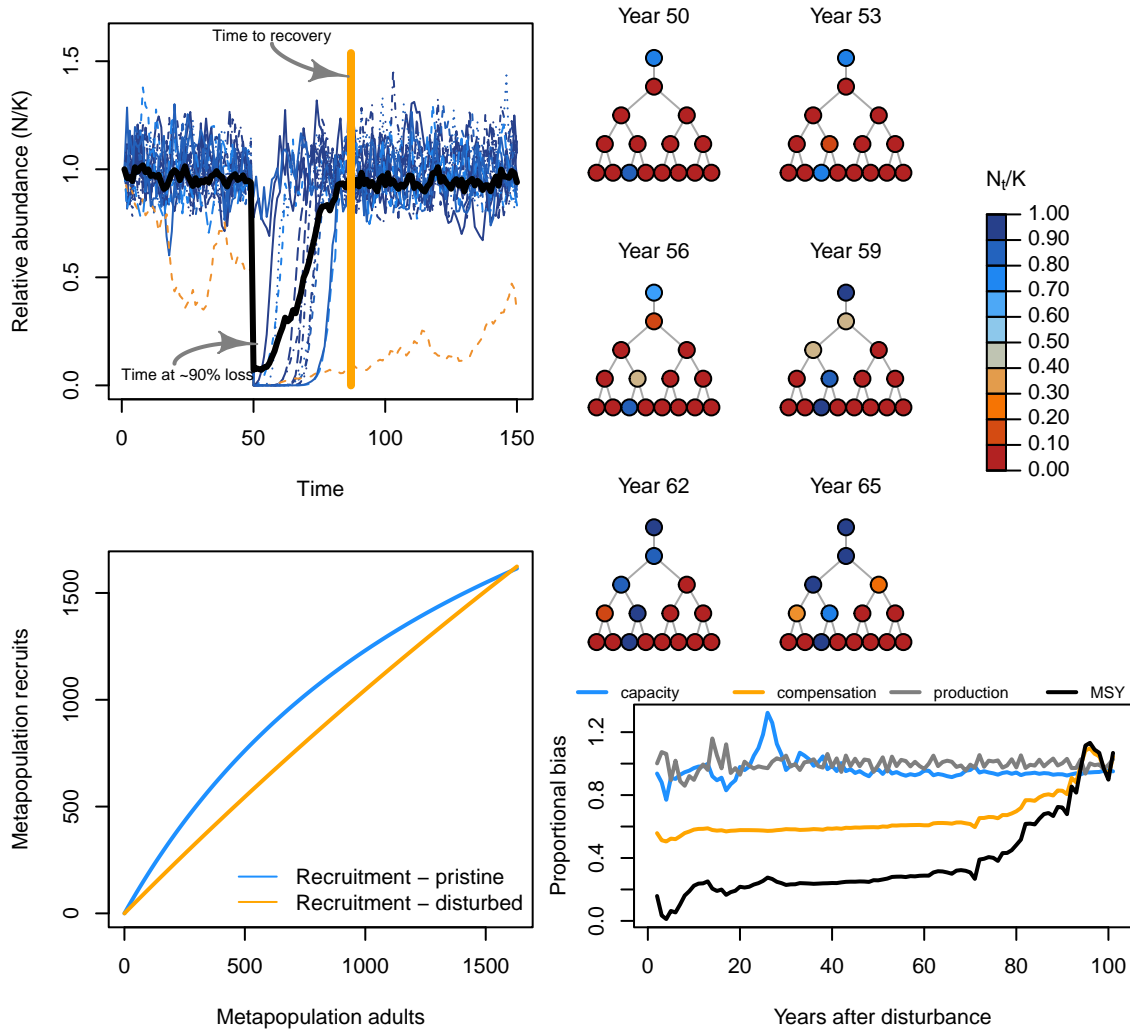 Time to recovery
Time at ~90% loss
Relative abundance (N/K)
0.0
0.5
1.0
1.5
0
50
100
150
Time
Year 50
Year 53
Year 56
Year 59
Year 62
Year 65
Nt/K
1.00
0.90
0.80
0.70
0.60
0.50
0.40
0.30
0.20
0.10
0.00
Metapopulation recruits
0
500
1000
1500
Recruitment − pristine
Recruitment − disturbed
0
500
1000
1500
Metapopulation adults
capacity
compensation
production
MSY
Proportional bias
0.0
0.4
0.8
1.2
0
20
40
60
80
100
Years after disturbance